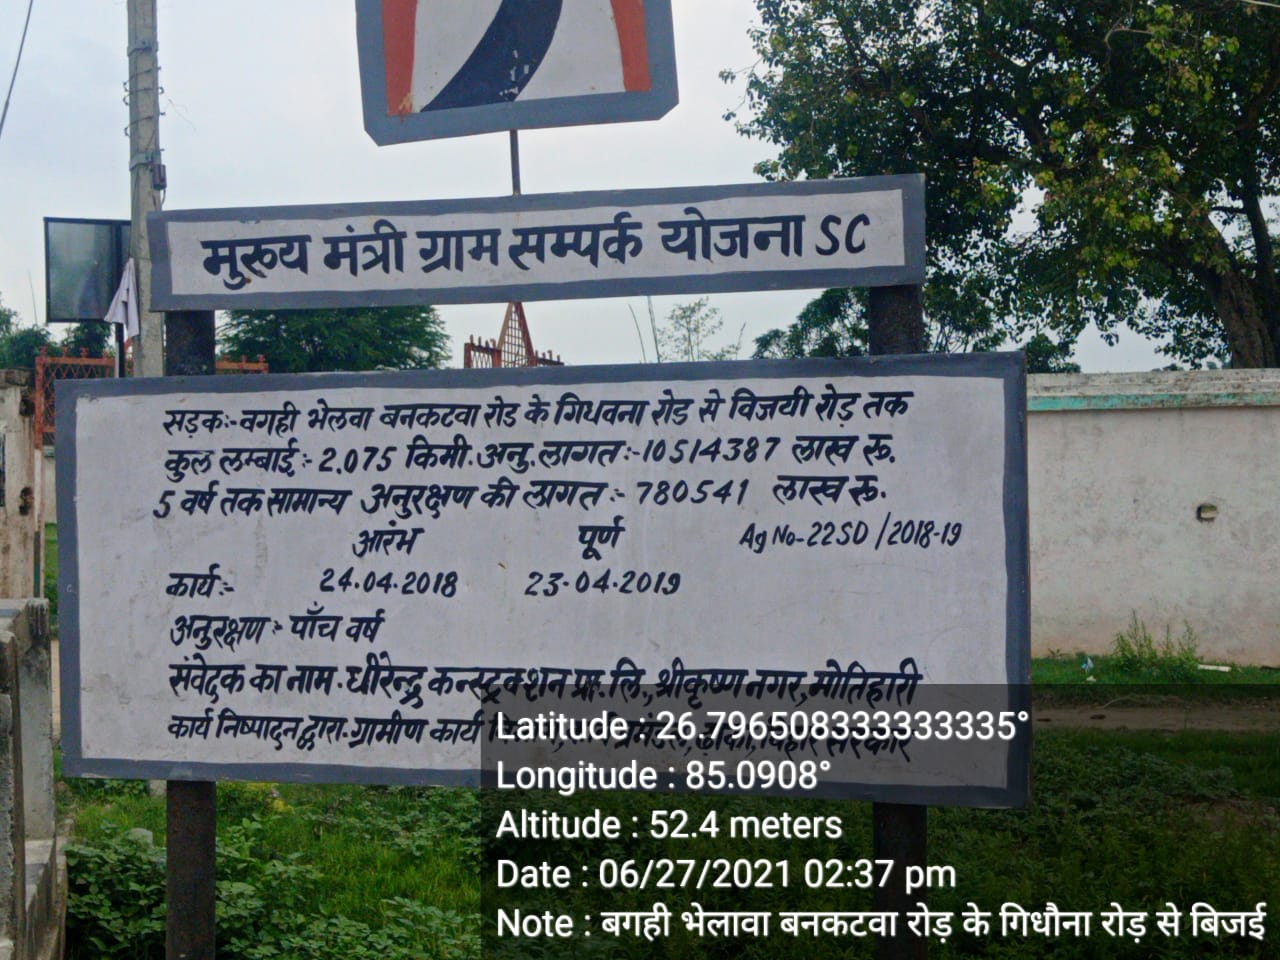 मुख्य मंत्री ग्राम सम्पर्क योजना SC
सड़क:- वगही भेलवा बनकटवा रोड के गिधवना रोड से विजयी रोड़ तक
कुल लम्बाई:- 2.075 किमी. अनु. लागत:- 10514387 लाख रू.
5 वर्ष तक सामान्य अनुरक्षण की लागत:- 780541 लाख रू.
आरंभ पूर्ण Ag No-22SD/2018-19
कार्य:- 24.04.2018 23-04.2019
अनुरक्षण:- पाँच वर्ष
संवेदक का नाम- धीरेन्द्र कन्स्ट्रक्शन प्रा. लि., श्रीकृष्ण नगर, मोतिहारी
कार्य निष्पादन द्वारा- ग्रामीण कार्य ढाका, बिहार सरकार
Latitude : 26.796508333333335°
Longitude : 85.0908°
Altitude : 52.4 meters
Date : 06/27/2021 02:37 pm
Note : बगही भेलावा बनकटवा रोड़ के गिधौना रोड़ से बिजई